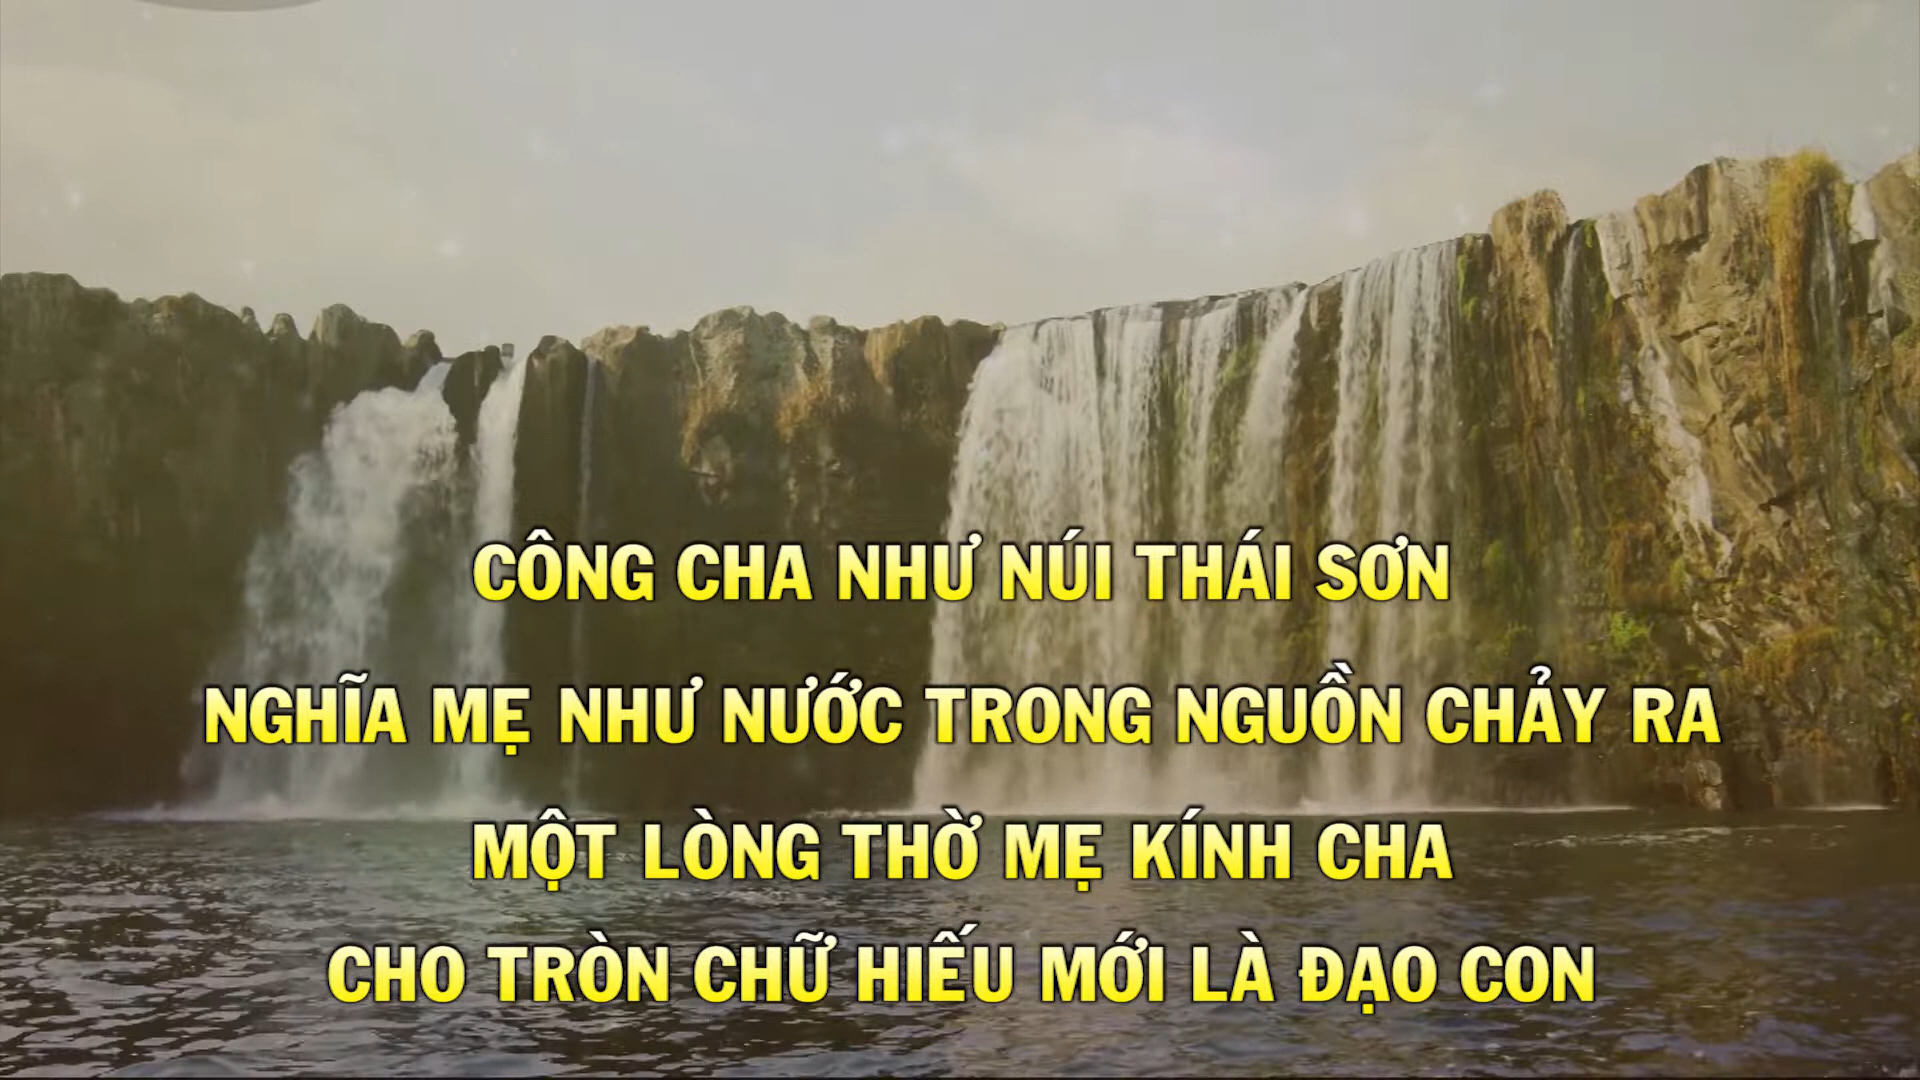 CÔNG CHA NHƯ NÚI THÁI SƠN
NGHĨA MẸ NHƯ NƯỚC TRONG NGUỒN CHẢY RA
MỘT LÒNG THỜ MẸ KÍNH CHA
CHO TRÒN CHỮ HIẾU MỚI LÀ ĐẠO CON